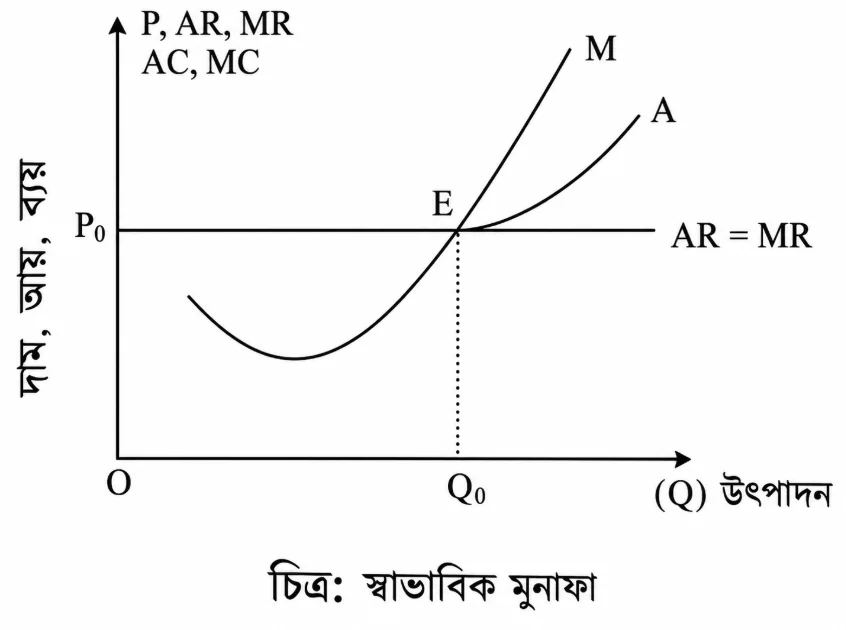 P, AR, MR
AC, MC
M
A
E
P₀
AR = MR
দাম, আয়, ব্যয়
O
Q₀
(Q) উৎপাদন
চিত্র: স্বাভাবিক মুনাফা